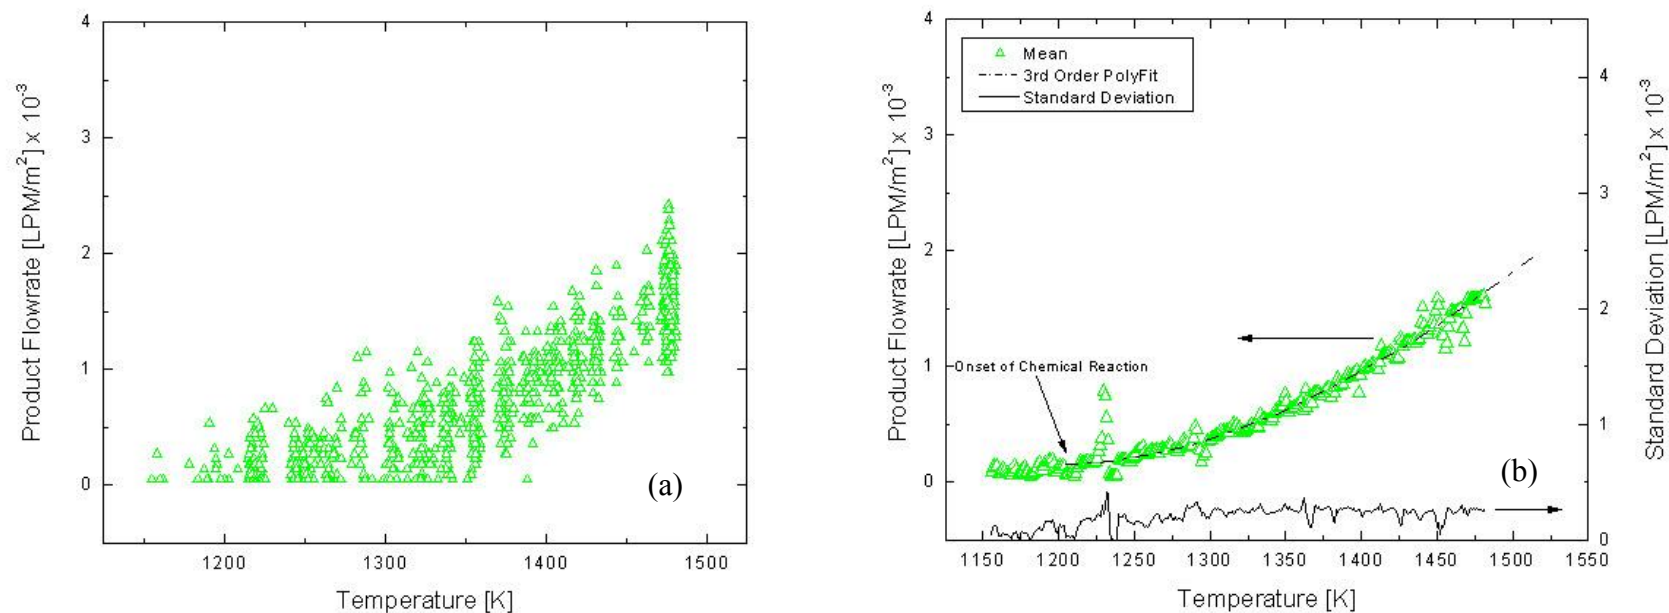 4
3
2
1
0
Product Flowrate [LPM/m²] x 10⁻³
1200
1300
1400
1500
Temperature [K]
(a)
4
3
2
1
0
Product Flowrate [LPM/m²] x 10⁻³
Mean
3rd Order PolyFit
Standard Deviation
Onset of Chemical Reaction
(b)
4
3
2
1
0
Standard Deviation [LPM/m²] x 10⁻³
1150
1200
1250
1300
1350
1400
1450
1500
1550
Temperature [K]